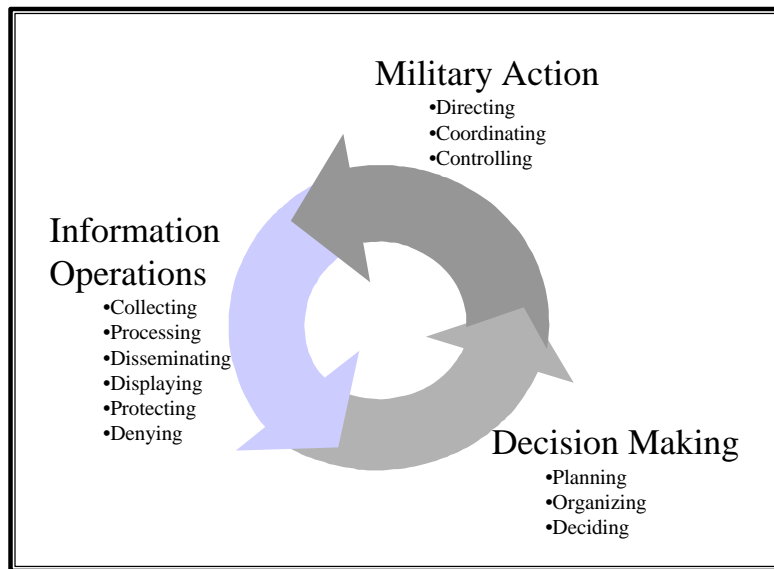 Military Action
•Directing
•Coordinating
•Controlling
Information
Operations
•Collecting
•Processing
•Disseminating
•Displaying
•Protecting
•Denying
Decision Making
•Planning
•Organizing
•Deciding